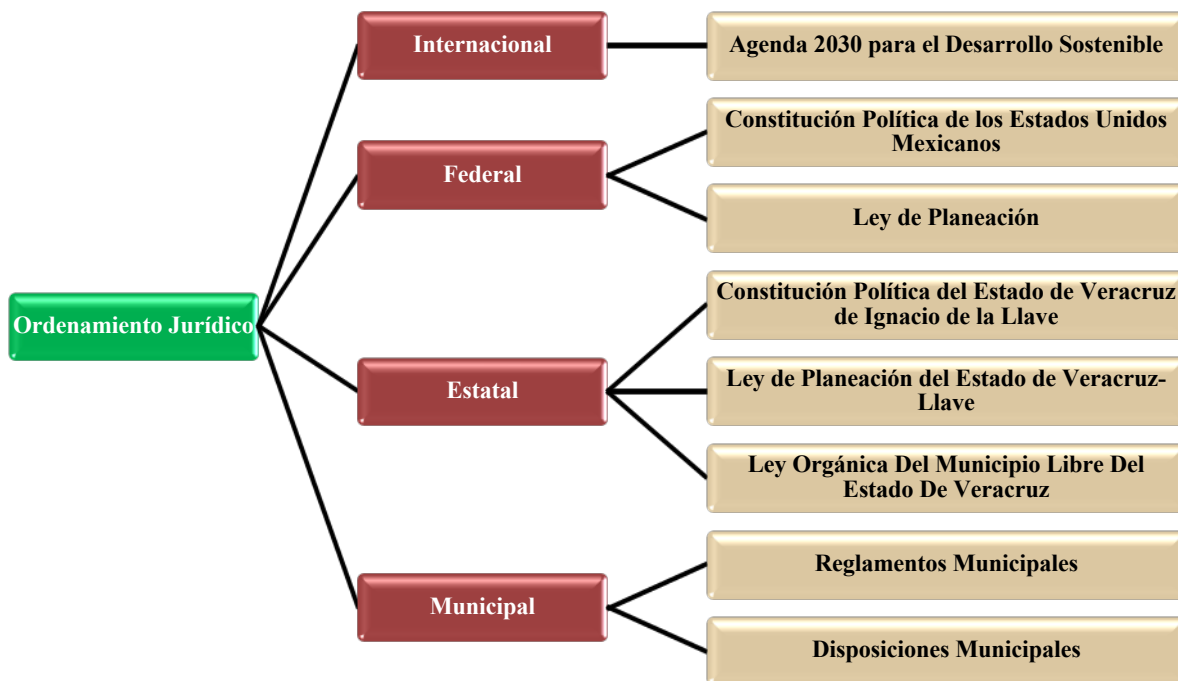 Internacional
Agenda 2030 para el Desarrollo Sostenible
Constitución Política de los Estados Unidos
Mexicanos
Federal
Ley de Planeación
Ordenamiento Jurídico
Constitución Política del Estado de Veracruz
de Ignacio de la Llave
Estatal
Ley de Planeación del Estado de Veracruz-
Llave
Ley Orgánica Del Municipio Libre Del
Estado De Veracruz
Municipal
Reglamentos Municipales
Disposiciones Municipales